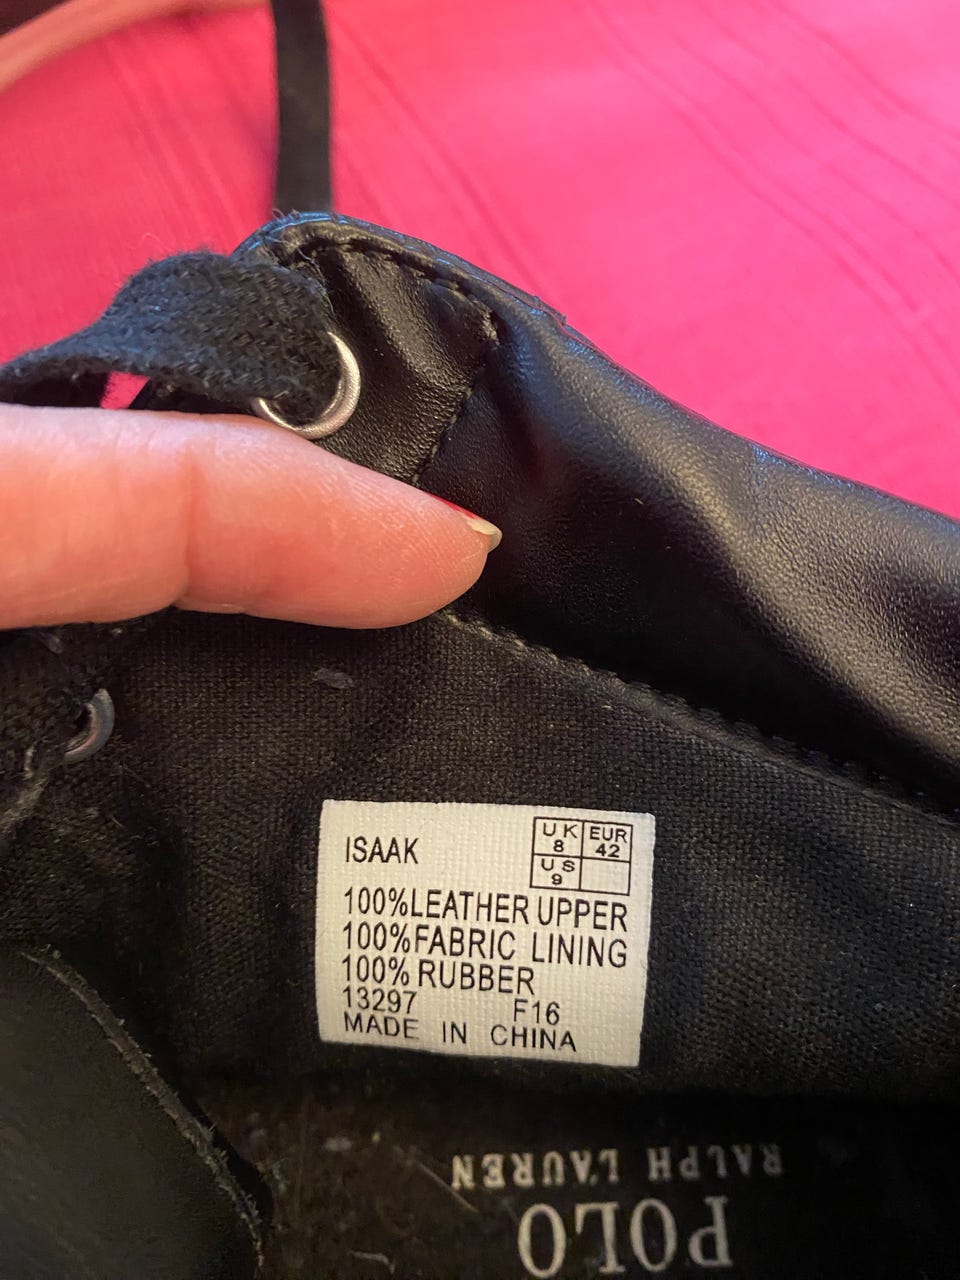 ISAAK
UK EUR
8 42
US
9
100%LEATHER UPPER
100%FABRIC LINING
100% RUBBER
13297 F16
MADE IN CHINA
POLO
RALPH LAUREN